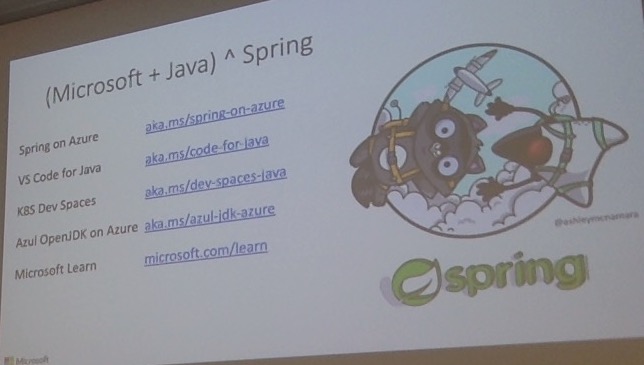 (Microsoft + Java) ^ Spring
Spring on Azure aka.ms/spring-on-azure
VS Code for Java aka.ms/code-for-java
K8S Dev Spaces aka.ms/dev-spaces-java
Azul OpenJDK on Azure aka.ms/azul-jdk-azure
Microsoft Learn microsoft.com/learn
@ashleymcnamara
spring
Microsoft